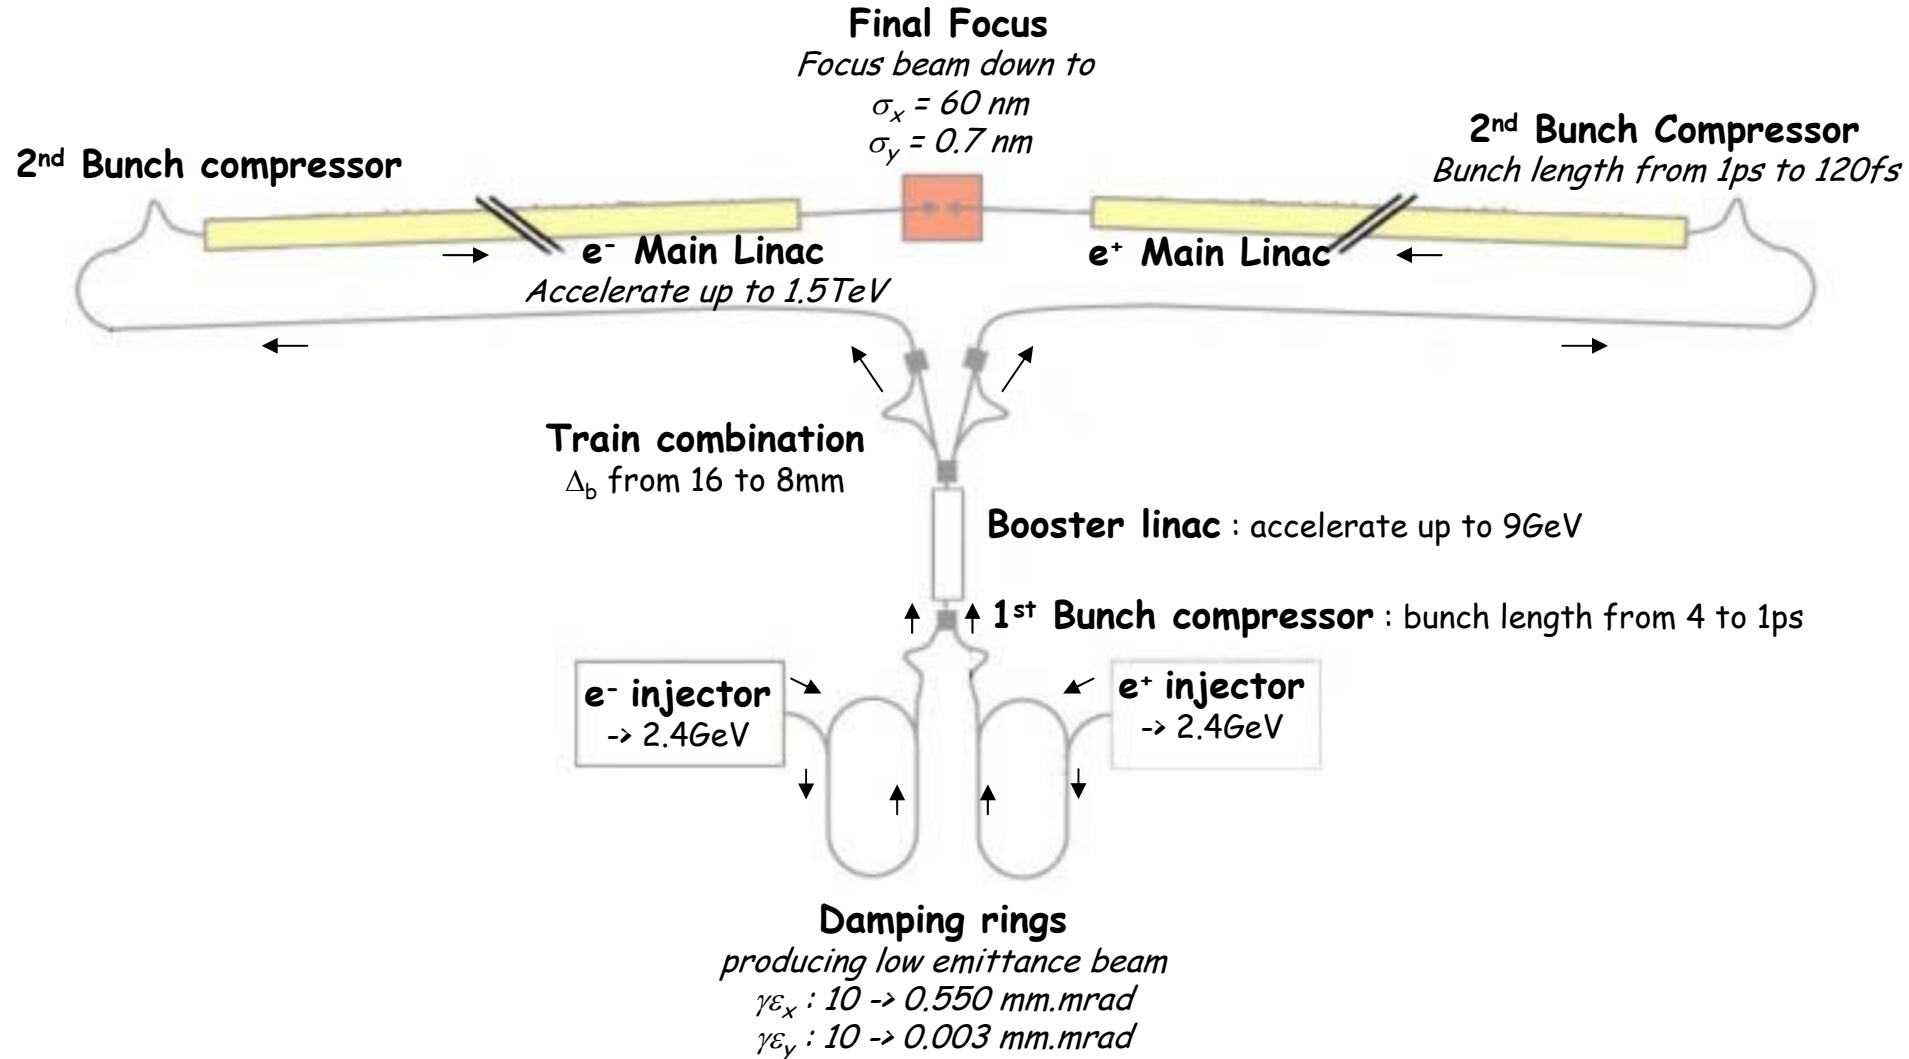 Final Focus
Focus beam down to
σx = 60 nm
σy = 0.7 nm
2nd Bunch compressor
2nd Bunch Compressor
Bunch length from 1ps to 120fs
e- Main Linac
Accelerate up to 1.5TeV
e+ Main Linac
Train combination
Δb from 16 to 8mm
Booster linac : accelerate up to 9GeV
1st Bunch compressor : bunch length from 4 to 1ps
e- injector
-> 2.4GeV
e+ injector
-> 2.4GeV
Damping rings
producing low emittance beam
γεx : 10 -> 0.550 mm.mrad
γεy : 10 -> 0.003 mm.mrad